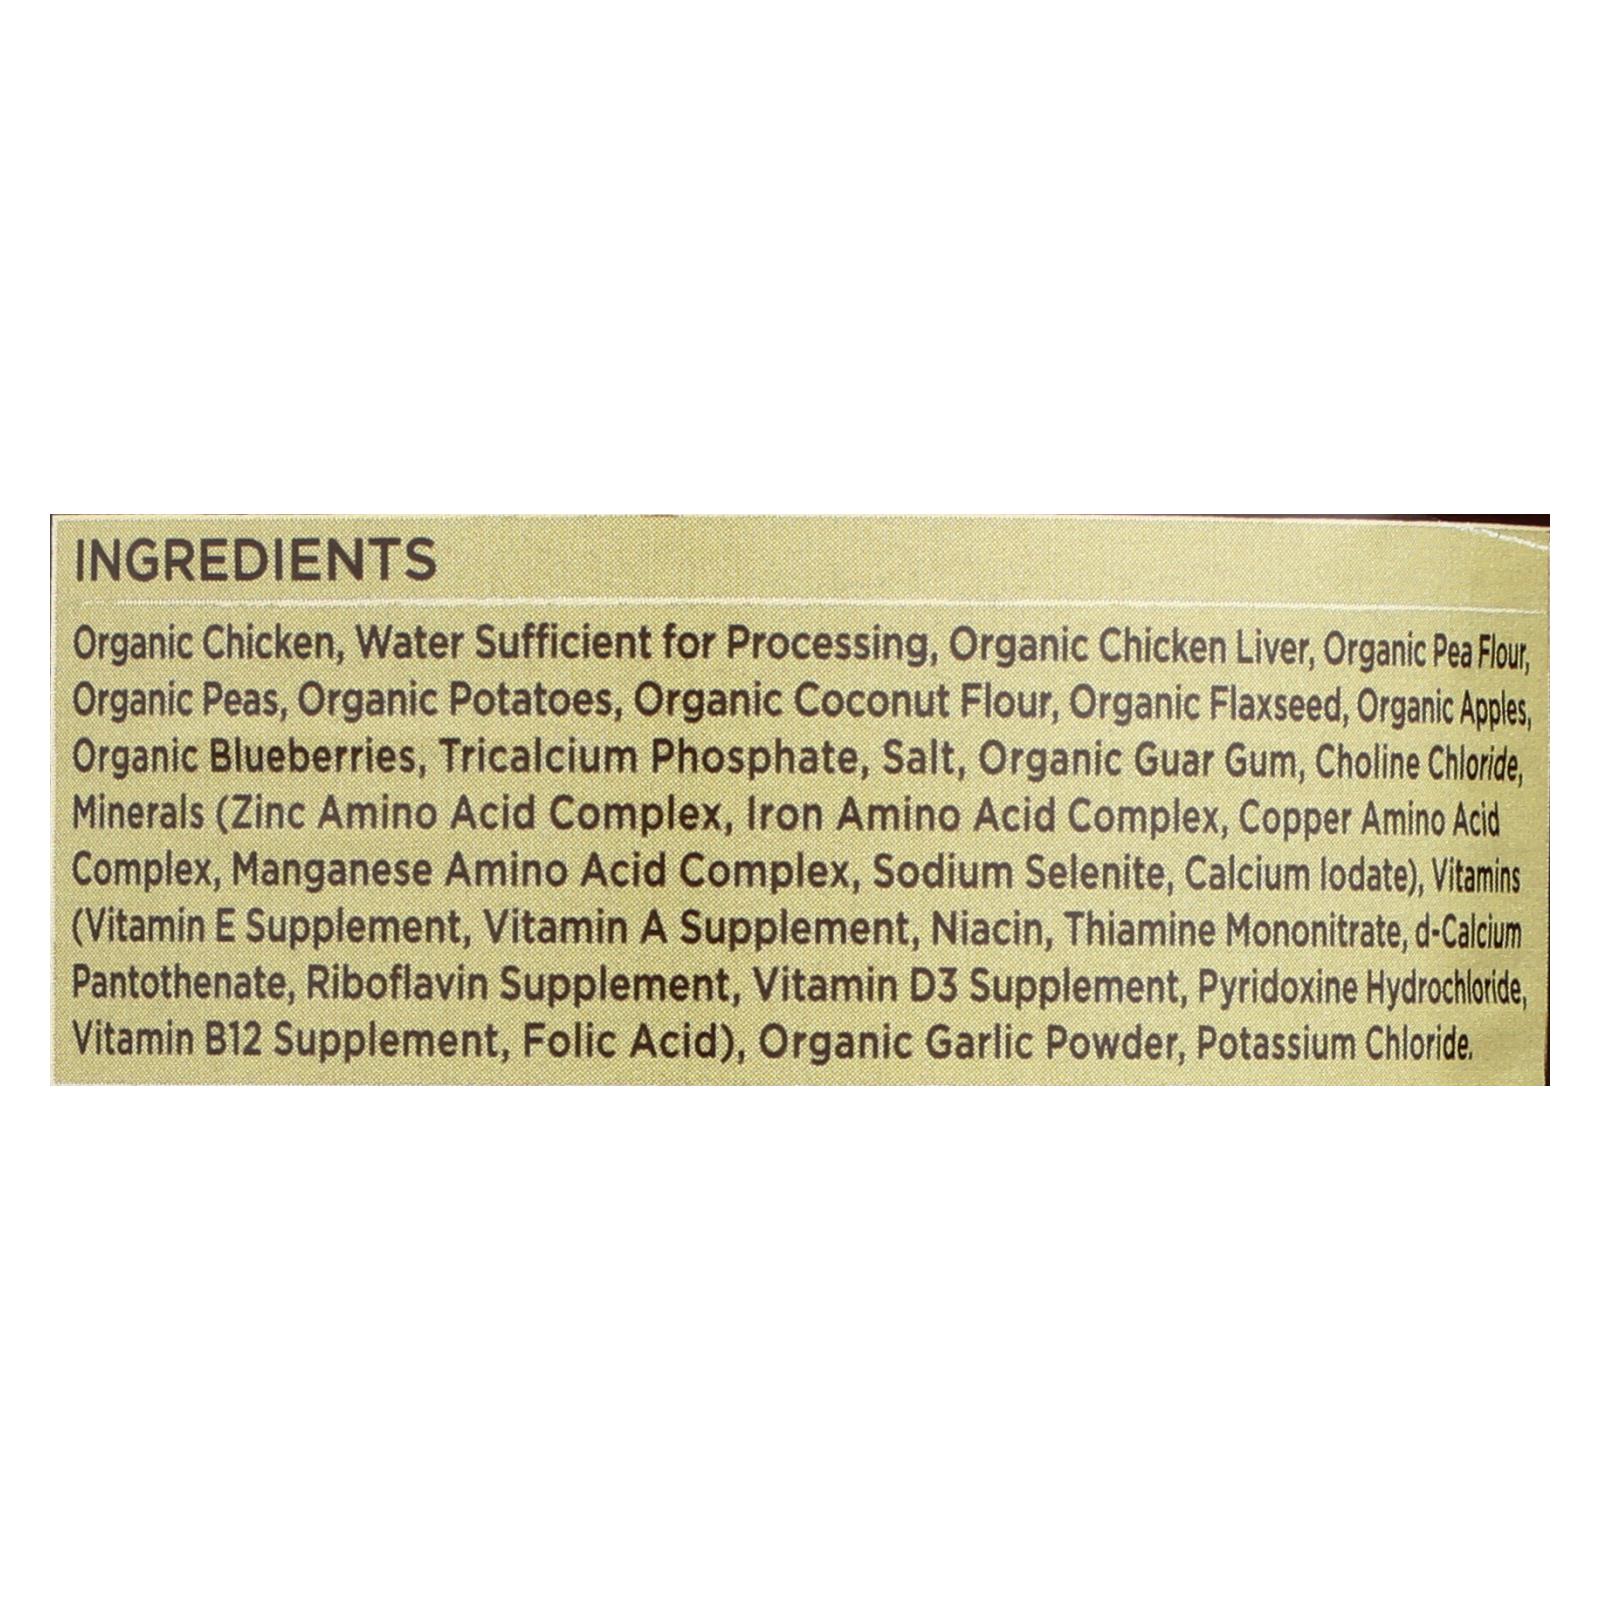 INGREDIENTS
Organic Chicken, Water Sufficient for Processing, Organic Chicken Liver, Organic Pea Flour,
Organic Peas, Organic Potatoes, Organic Coconut Flour, Organic Flaxseed, Organic Apples,
Organic Blueberries, Tricalcium Phosphate, Salt, Organic Guar Gum, Choline Chloride,
Minerals (Zinc Amino Acid Complex, Iron Amino Acid Complex, Copper Amino Acid
Complex, Manganese Amino Acid Complex, Sodium Selenite, Calcium Iodate), Vitamins
(Vitamin E Supplement, Vitamin A Supplement, Niacin, Thiamine Mononitrate, d-Calcium
Pantothenate, Riboflavin Supplement, Vitamin D3 Supplement, Pyridoxine Hydrochloride,
Vitamin B12 Supplement, Folic Acid), Organic Garlic Powder, Potassium Chloride.